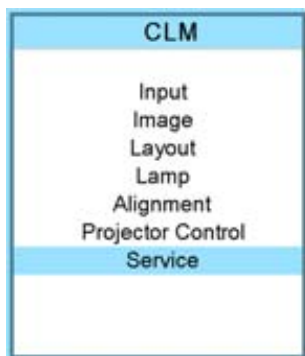 CLM
Input
Image
Layout
Lamp
Alignment
Projector Control
Service